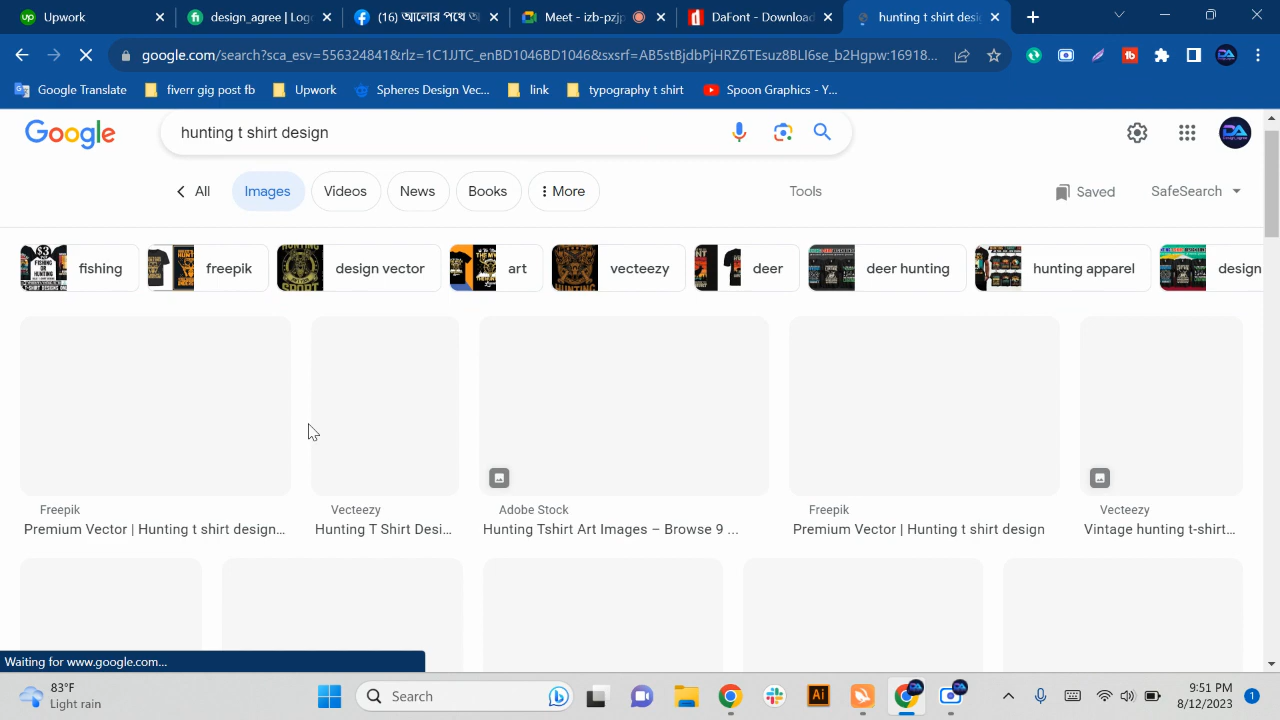 Upwork
design_agree | Logo
(16) আলোর পথে
Meet - izb-pzjp
DaFont - Download
hunting t shirt desi
google.com/search?sca_esv=556324841&rlz=1C1JJTC_enBD1046BD1046&sxsrf=AB5stBjdbPjHRZ6TEsuz8BLI6se_b2Hgpw:16918...
Google Translate
fiverr gig post fb
Upwork
Spheres Design Vec...
link
typography t shirt
Spoon Graphics - Y...
Google
hunting t shirt design
All
Images
Videos
News
Books
More
Tools
Saved
SafeSearch
fishing
freepik
design vector
art
vecteezy
deer
deer hunting
hunting apparel
design
Freepik
Premium Vector | Hunting t shirt design...
Vecteezy
Hunting T Shirt Desi...
Adobe Stock
Hunting Tshirt Art Images – Browse 9 ...
Freepik
Premium Vector | Hunting t shirt design
Vecteezy
Vintage hunting t-shirt...
Waiting for www.google.com...
83°F
Light rain
Search
9:51 PM
8/12/2023